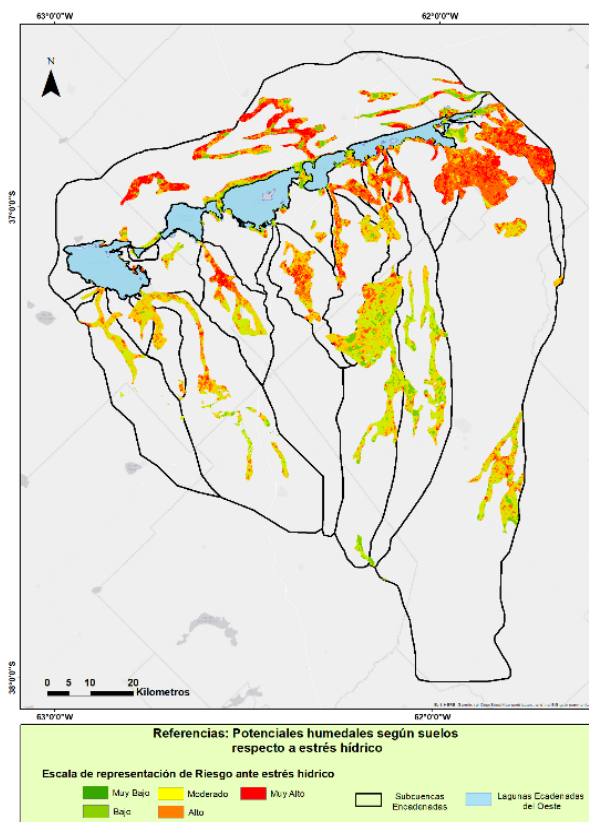 63°0'0"W 62°0'0"W
N
37°0'0"S
38°0'0"S
0 5 10 20
Kilometros
63°0'0"W 62°0'0"W
Referencias: Potenciales humedales según suelos
respecto a estrés hídrico
Escala de representación de Riesgo ante estrés hídrico
Muy Bajo Moderado Muy Alto Subcuencas Encadenadas Lagunas Ecadenadas del Oeste
Bajo Alto